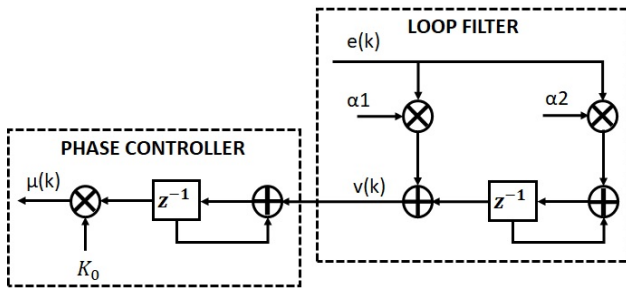 LOOP FILTER
e(k)
α1
α2
PHASE CONTROLLER
μ(k)
z⁻¹
v(k)
z⁻¹
K₀